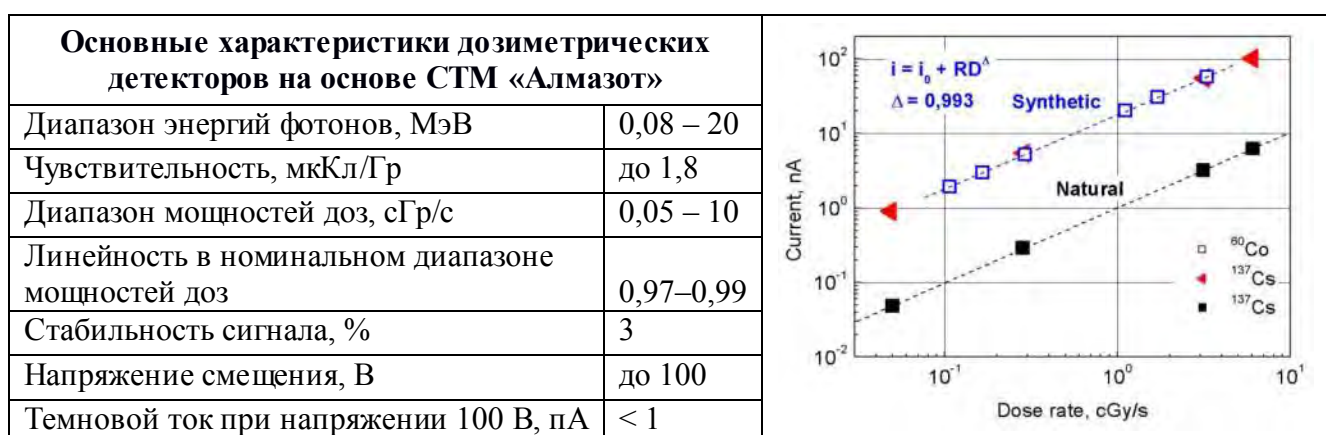 Основные характеристики дозиметрических
детекторов на основе СТМ «Алмазот»
Диапазон энергий фотонов, МэВ 0,08 – 20
Чувствительность, мкКл/Гр до 1,8
Диапазон мощностей доз, сГр/с 0,05 – 10
Линейность в номинальном диапазоне
мощностей доз 0,97–0,99
Стабильность сигнала, % 3
Напряжение смещения, В до 100
Темновой ток при напряжении 100 В, пА < 1
10²
10¹
10⁰
10⁻¹
10⁻²
Current, nA
i = i₀ + RD^Δ
Δ = 0,993 Synthetic
Natural
⁶⁰Co
¹³⁷Cs
¹³⁷Cs
10⁻¹ 10⁰ 10¹
Dose rate, cGy/s